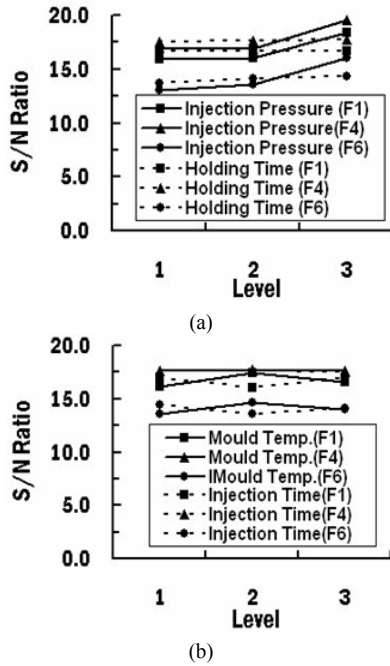 20.0
15.0
10.0
5.0
0.0
S/N Ratio
Injection Pressure (F1)
Injection Pressure(F4)
Injection Pressure (F6)
Holding Time (F1)
Holding Time (F4)
Holding Time (F6)
1 2 3
Level
(a)
20.0
15.0
10.0
5.0
0.0
S/N Ratio
Mould Temp.(F1)
Mould Temp.(F4)
IMould Temp.(F6)
Injection Time(F1)
Injection Time(F4)
Injection Time(F6)
1 2 3
Level
(b)